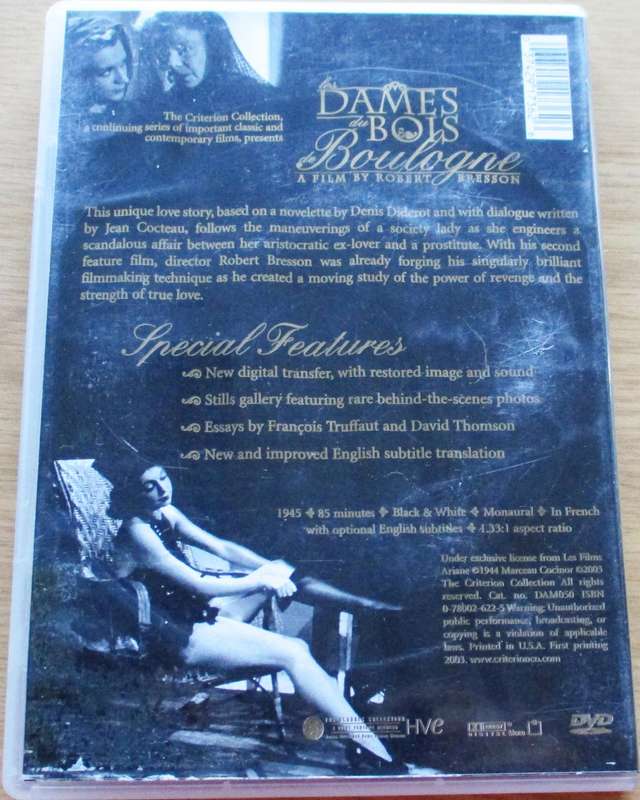 The Criterion Collection,
a continuing series of important classic and
contemporary films, presents
DAMES
du BOIS
de Boulogne
A FILM BY ROBERT BRESSON
This unique love story, based on a novelette by Denis Diderot and with dialogue written
by Jean Cocteau, follows the maneuverings of a society lady as she engineers a
scandalous affair between her aristocratic ex-lover and a prostitute. With his second
feature film, director Robert Bresson was already forging his singularly brilliant
filmmaking technique as he created a moving study of the power of revenge and the
strength of true love.
Special Features
New digital transfer, with restored image and sound
Stills gallery featuring rare behind-the-scenes photos
Essays by François Truffaut and David Thomson
New and improved English subtitle translation
1945 ❖ 85 minutes ❖ Black & White ❖ Monaural ❖ In French
with optional English subtitles ❖ 1.33:1 aspect ratio
Under exclusive license from Les Films
Ariane ©1944 Marceau Cocinor ©2003
The Criterion Collection All rights
reserved. Cat. no. DAM050 ISBN
0-78002-622-5 Warning: Unauthorized
public performance, broadcasting, or
copying is a violation of applicable
laws. Printed in U.S.A. First printing
2003. www.criterionco.com
HVe
DIGITAL Mono
DVD